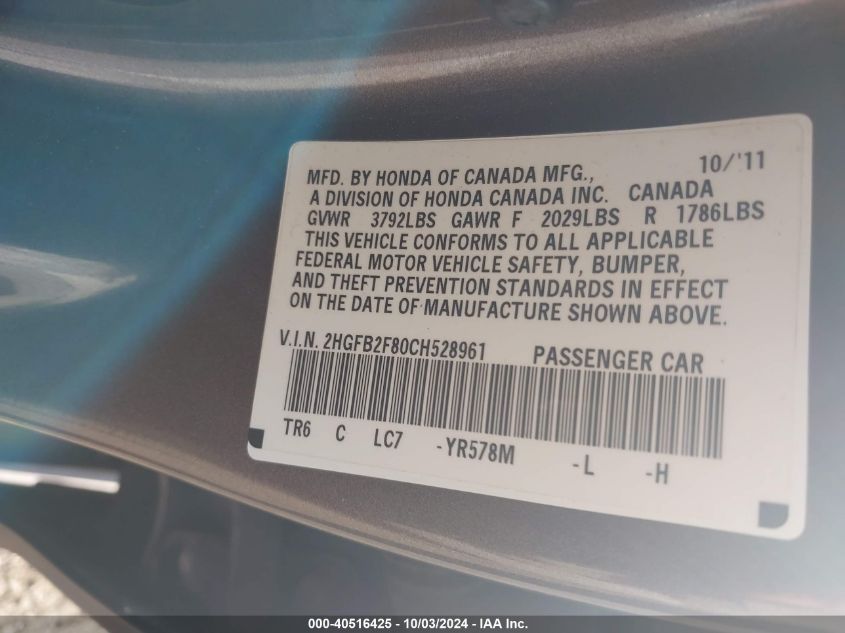 10/'11
MFD. BY HONDA OF CANADA MFG.,
A DIVISION OF HONDA CANADA INC. CANADA
GVWR 3792LBS GAWR F 2029LBS R 1786LBS
THIS VEHICLE CONFORMS TO ALL APPLICABLE
FEDERAL MOTOR VEHICLE SAFETY, BUMPER,
AND THEFT PREVENTION STANDARDS IN EFFECT
ON THE DATE OF MANUFACTURE SHOWN ABOVE.
V.I.N. 2HGFB2F80CH528961 PASSENGER CAR
TR6 C LC7 -YR578M -L -H
000-40516425 - 10/03/2024 - IAA Inc.